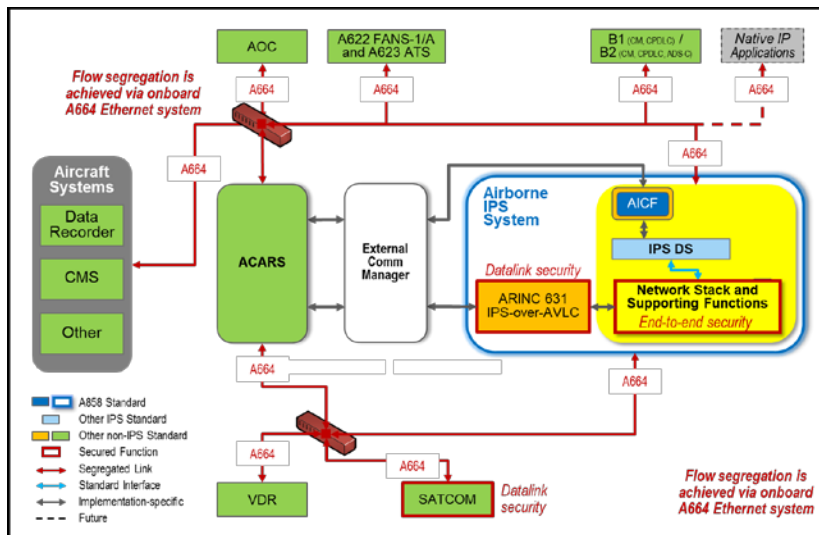 AOC
A622 FANS-1/A
and A623 ATS
B1 (CM, CPDLC) /
B2 (CM, CPDLC, ADS-C)
Native IP
Applications
Flow segregation is
achieved via onboard
A664 Ethernet system
A664
A664
A664
A664
A664
A664
Aircraft
Systems
Data
Recorder
CMS
Other
ACARS
External
Comm
Manager
Airborne
IPS
System
AICF
IPS DS
Datalink security
ARINC 631
IPS-over-AVLC
Network Stack and
Supporting Functions
End-to-end security
A664
A664
A664
A664
VDR
SATCOM
Datalink
security
A858 Standard
Other IPS Standard
Other non-IPS Standard
Secured Function
Segregated Link
Standard Interface
Implementation-specific
Future
Flow segregation is
achieved via onboard
A664 Ethernet system